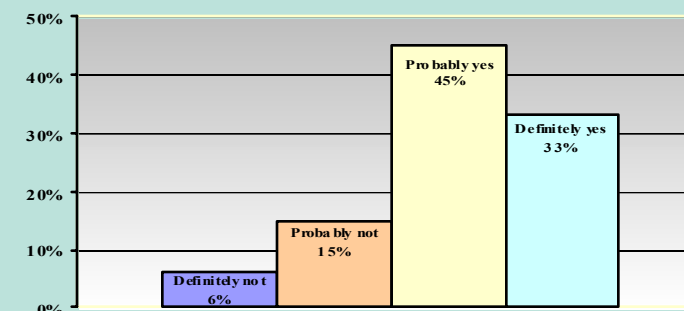 50%
40%
30%
20%
10%
0%
Definitely not
6%
Probably not
15%
Probably yes
45%
Definitely yes
33%